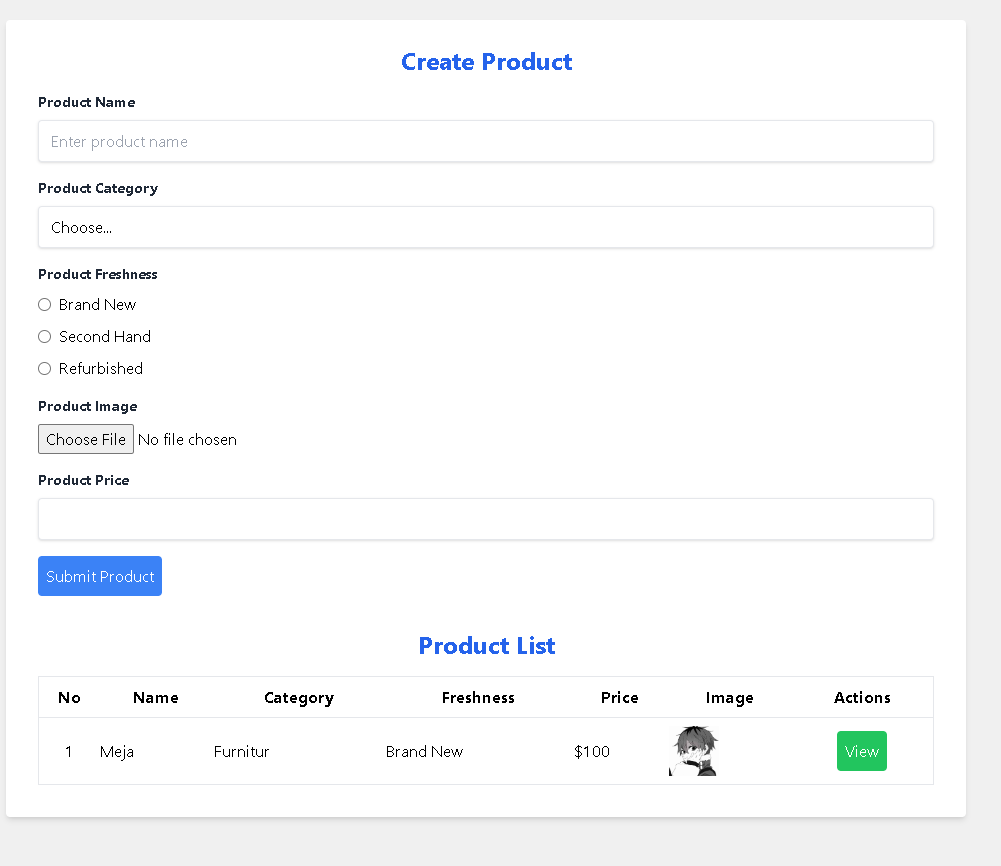 Create Product
Product Name
Enter product name
Product Category
Choose...
Product Freshness
Brand New
Second Hand
Refurbished
Product Image
Choose File No file chosen
Product Price
Submit Product
Product List
No Name Category Freshness Price Image Actions
1 Meja Furnitur Brand New $100 View